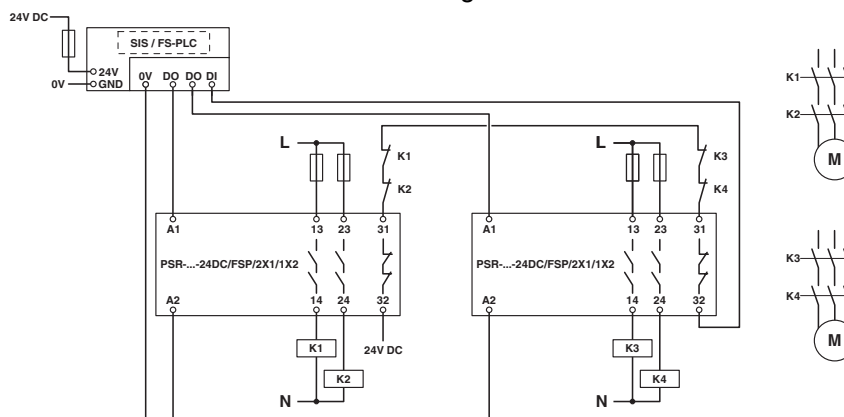 24V DC
SIS / FS-PLC
24V
0V
GND
0V DO DO DI
K1
K2
M
L
K1
K2
L
K3
K4
A1 13 23 31
PSR-...-24DC/FSP/2X1/1X2
A2 14 24 32
A1 13 23 31
PSR-...-24DC/FSP/2X1/1X2
A2 14 24 32
K3
K4
M
K1
K2
24V DC
N
K3
K4
N